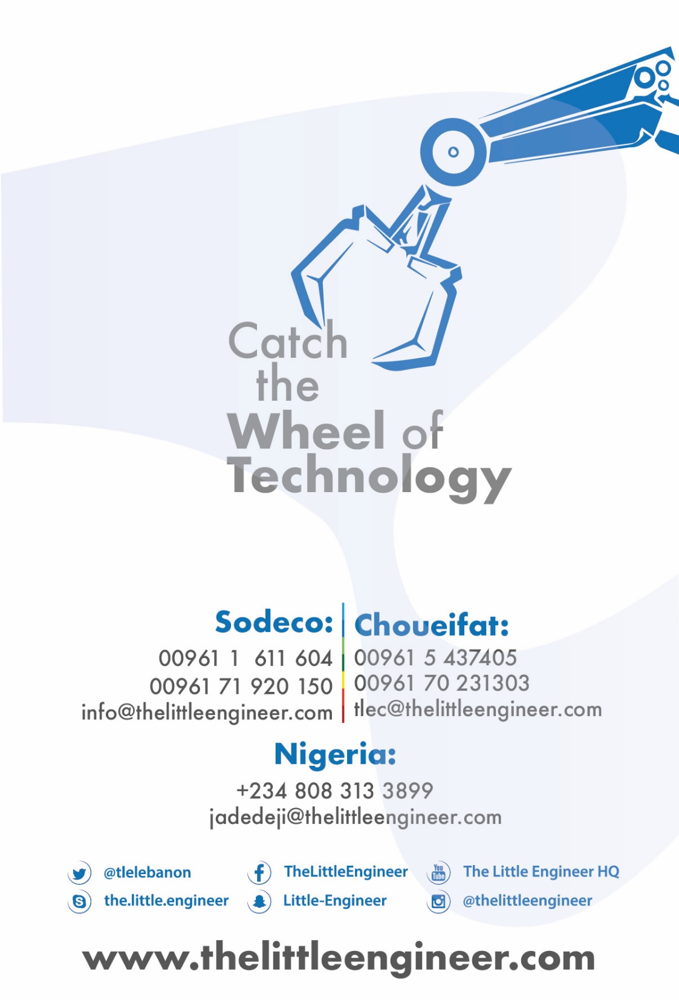 Catch
the
Wheel of
Technology
Sodeco:
00961 1 611 604
00961 71 920 150
info@thelittleengineer.com
Choueifat:
00961 5 437405
00961 70 231303
tlec@thelittleengineer.com
Nigeria:
+234 808 313 3899
jadedeji@thelittleengineer.com
@tlelebanon
TheLittleEngineer
You
Tube
The Little Engineer HQ
the.little.engineer
Little-Engineer
@thelittleengineer
www.thelittleengineer.com